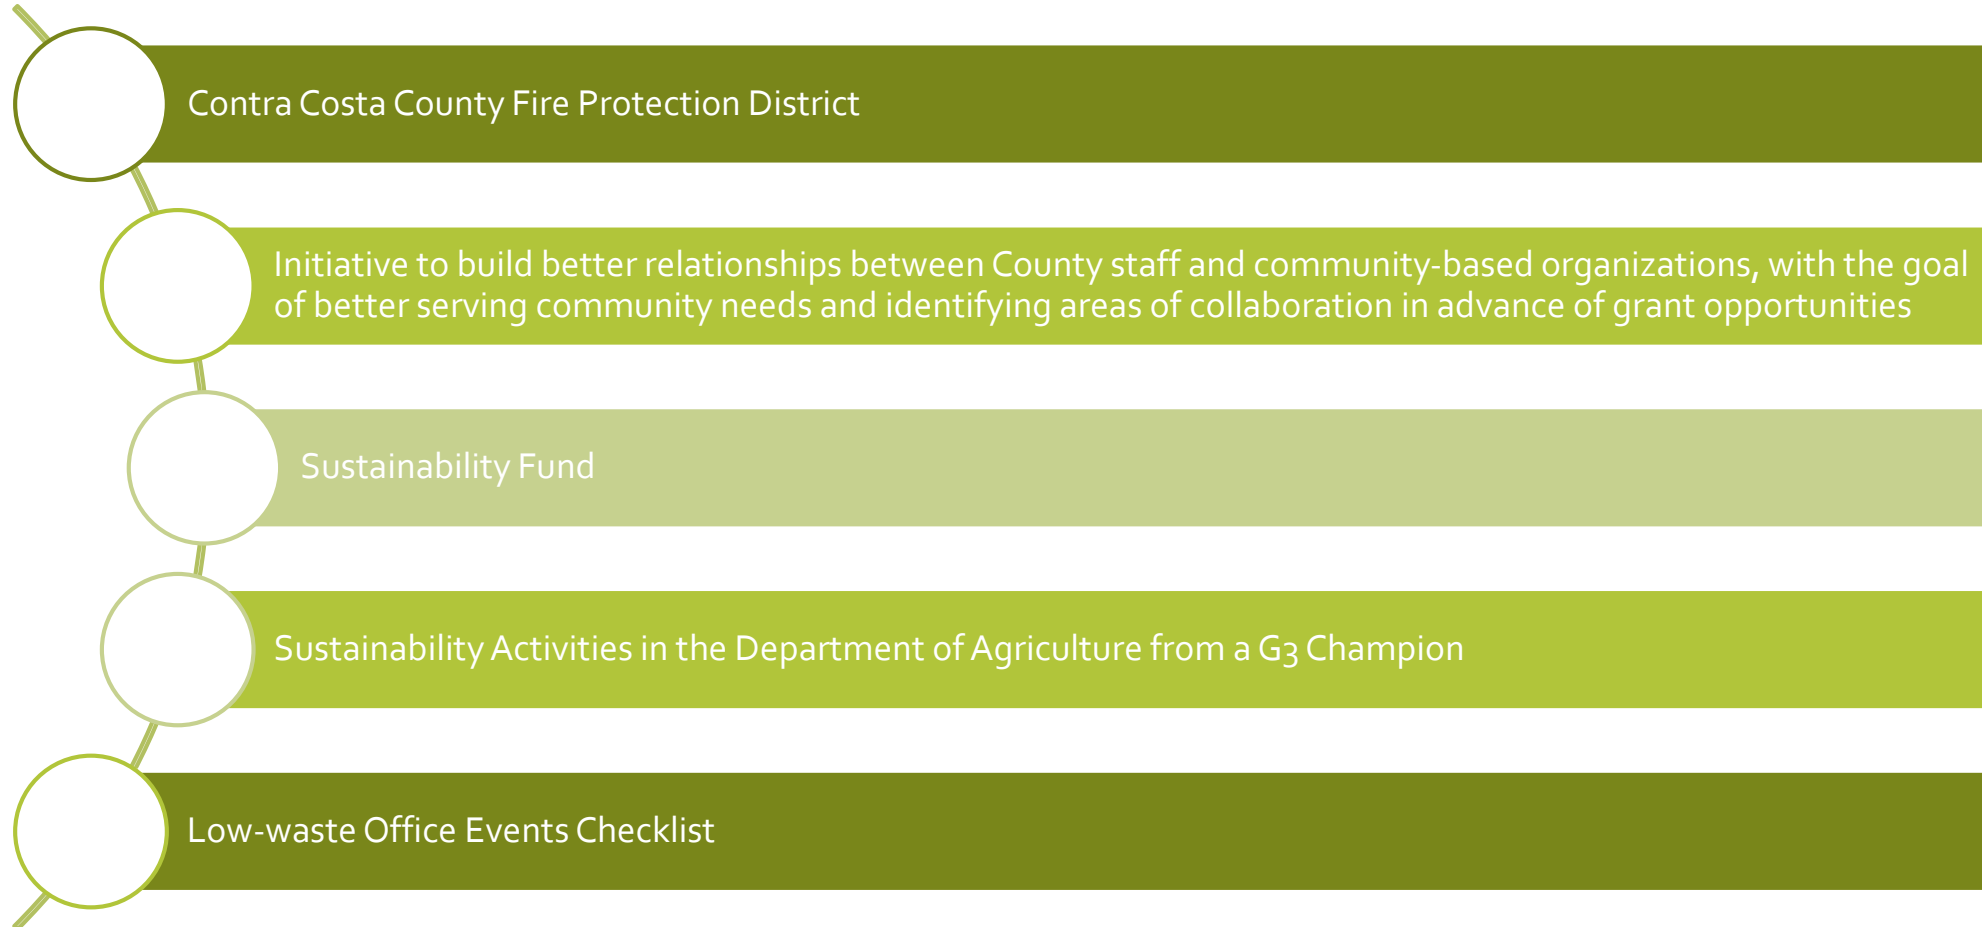 Contra Costa County Fire Protection District
Initiative to build better relationships between County staff and community-based organizations, with the goal
of better serving community needs and identifying areas of collaboration in advance of grant opportunities
Sustainability Fund
Sustainability Activities in the Department of Agriculture from a G3 Champion
Low-waste Office Events Checklist